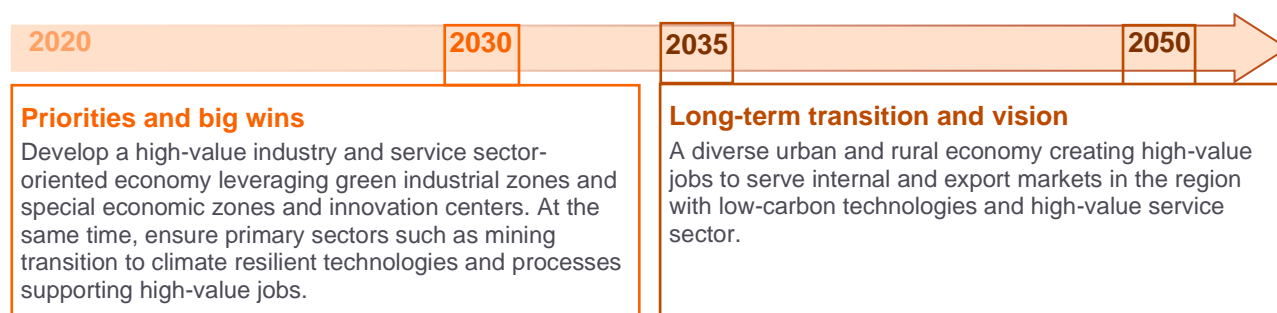 2020 2030 2035 2050
Priorities and big wins
Develop a high-value industry and service sector-
oriented economy leveraging green industrial zones and
special economic zones and innovation centers. At the
same time, ensure primary sectors such as mining
transition to climate resilient technologies and processes
supporting high-value jobs.
Long-term transition and vision
A diverse urban and rural economy creating high-value
jobs to serve internal and export markets in the region
with low-carbon technologies and high-value service
sector.